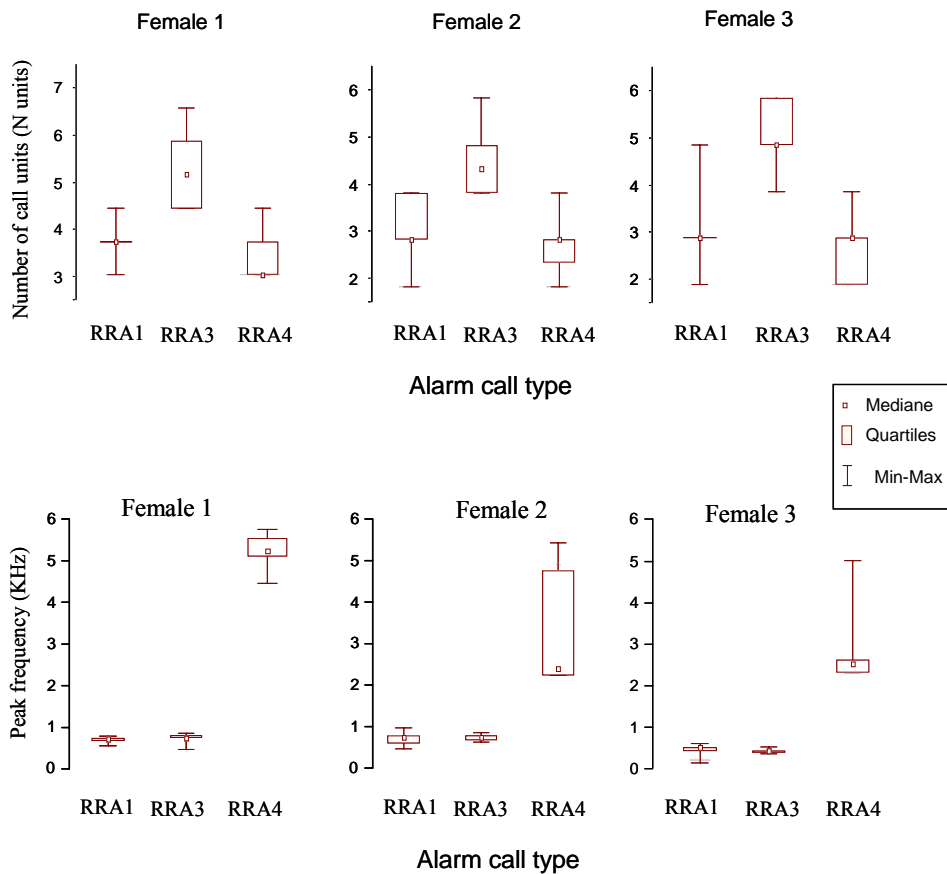 Female 1
Female 2
Female 3
Number of call units (N units)
7
6
5
4
3
6
5
4
3
2
6
5
4
3
2
RRA1 RRA3 RRA4
RRA1 RRA3 RRA4
RRA1 RRA3 RRA4
Alarm call type
Mediane
Quartiles
Min-Max
Female 1
Female 2
Female 3
Peak frequency (KHz)
6
5
4
3
2
1
0
6
5
4
3
2
1
0
6
5
4
3
2
1
0
RRA1 RRA3 RRA4
RRA1 RRA3 RRA4
RRA1 RRA3 RRA4
Alarm call type